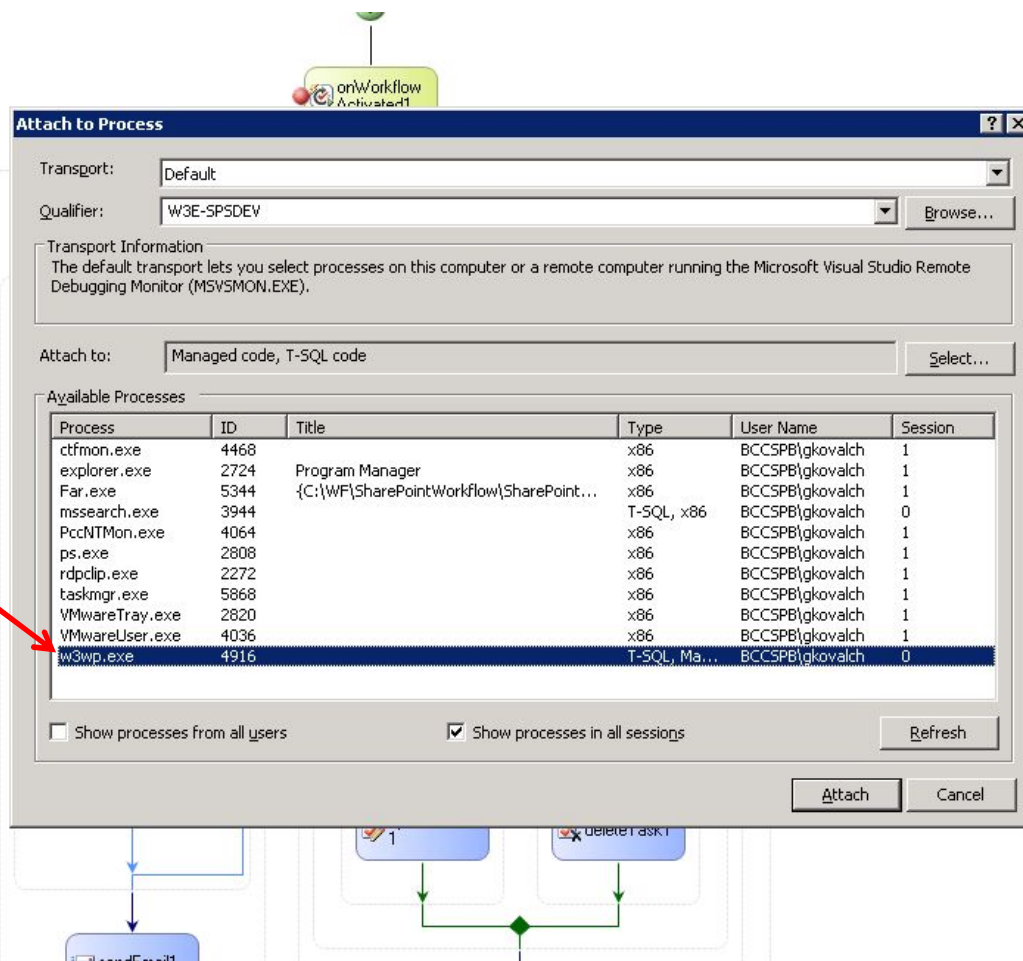 onWorkflow
Activated1
Attach to Process
Transport: Default
Qualifier: W3E-SPSDEV Browse...
Transport Information
The default transport lets you select processes on this computer or a remote computer running the Microsoft Visual Studio Remote
Debugging Monitor (MSVSMON.EXE).
Attach to: Managed code, T-SQL code Select...
Available Processes
Process ID Title Type User Name Session
ctfmon.exe 4468 x86 BCCSPB\gkovalch 1
explorer.exe 2724 Program Manager x86 BCCSPB\gkovalch 1
Far.exe 5344 {C:\WF\SharePointWorkflow\SharePoint... x86 BCCSPB\gkovalch 1
mssearch.exe 3944 T-SQL, x86 BCCSPB\gkovalch 0
PccNTMon.exe 4064 x86 BCCSPB\gkovalch 1
ps.exe 2808 x86 BCCSPB\gkovalch 1
rdpclip.exe 2272 x86 BCCSPB\gkovalch 1
taskmgr.exe 5868 x86 BCCSPB\gkovalch 1
VMwareTray.exe 2820 x86 BCCSPB\gkovalch 1
VMwareUser.exe 4036 x86 BCCSPB\gkovalch 1
w3wp.exe 4916 T-SQL, Ma... BCCSPB\gkovalch 0
Show processes from all users Show processes in all sessions Refresh
Attach Cancel
1 deleteTask1
sendEmail1